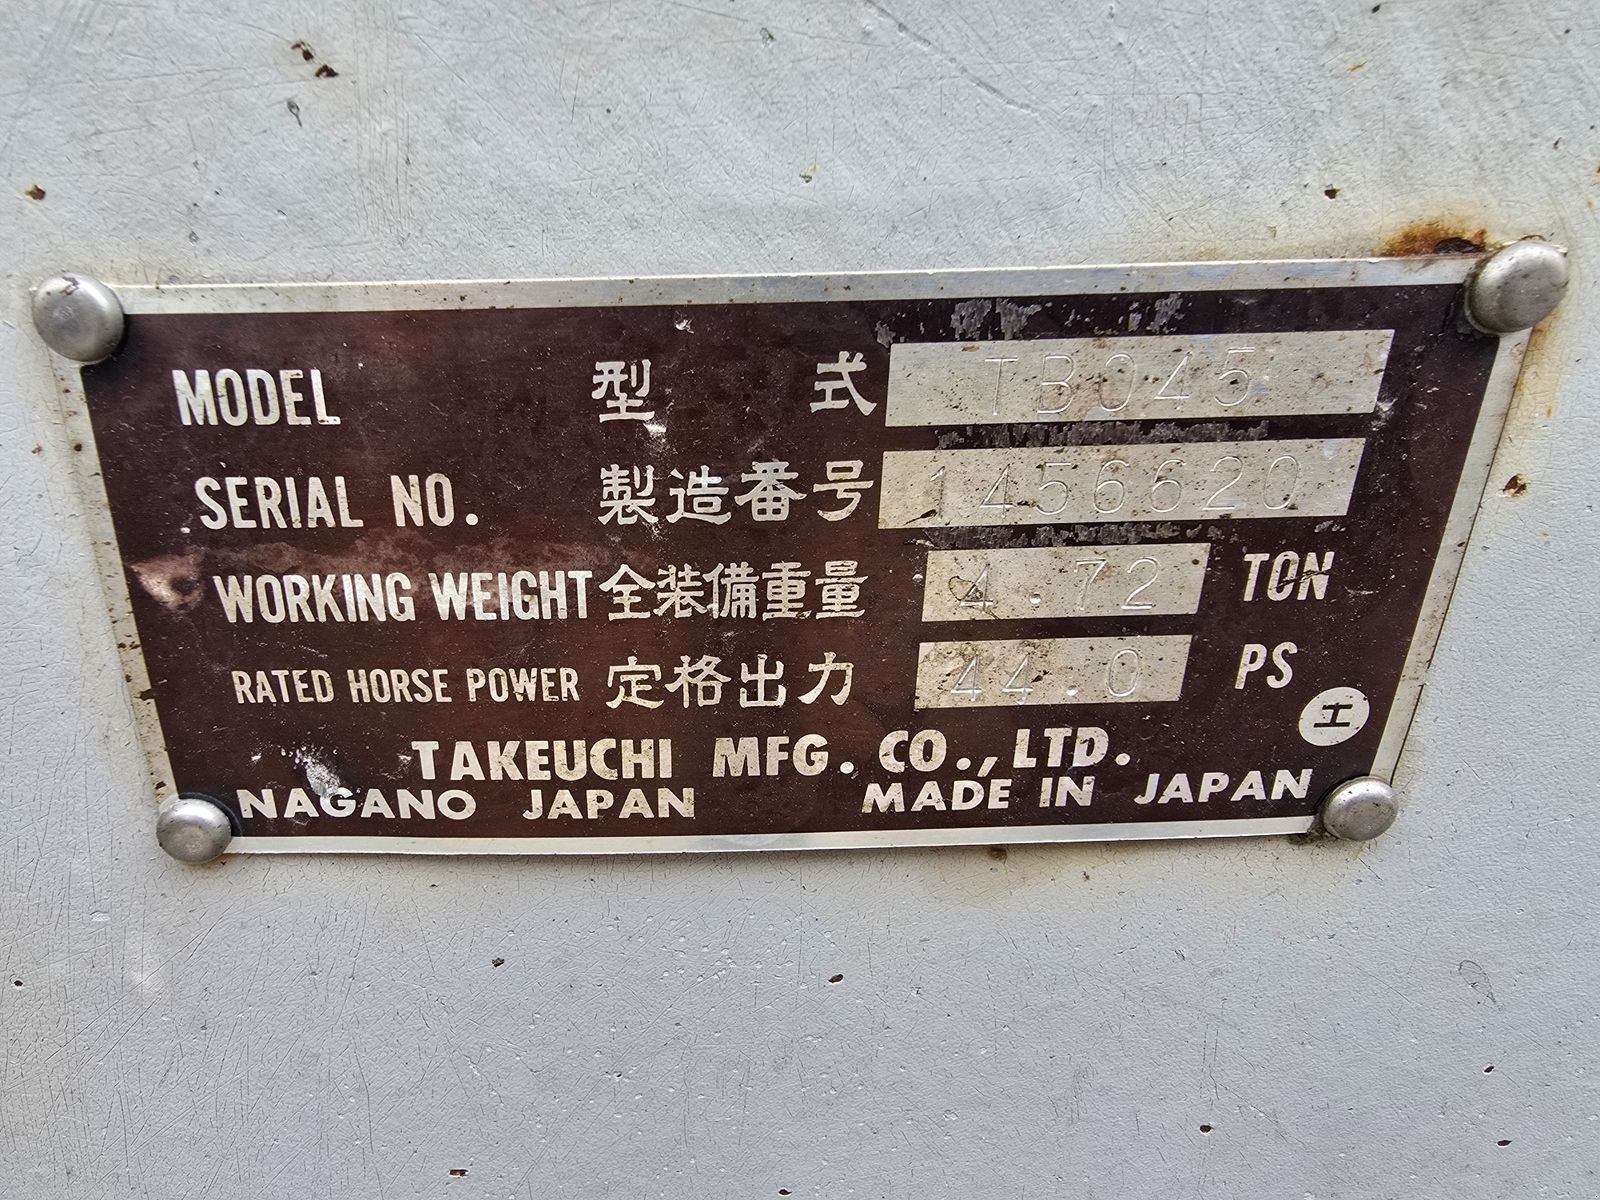 MODEL 型式 TB045
SERIAL NO. 製造番号 1456620
WORKING WEIGHT 全装備重量 4.72 TON
RATED HORSE POWER 定格出力 44.0 PS
エ
TAKEUCHI MFG. CO., LTD.
NAGANO JAPAN MADE IN JAPAN